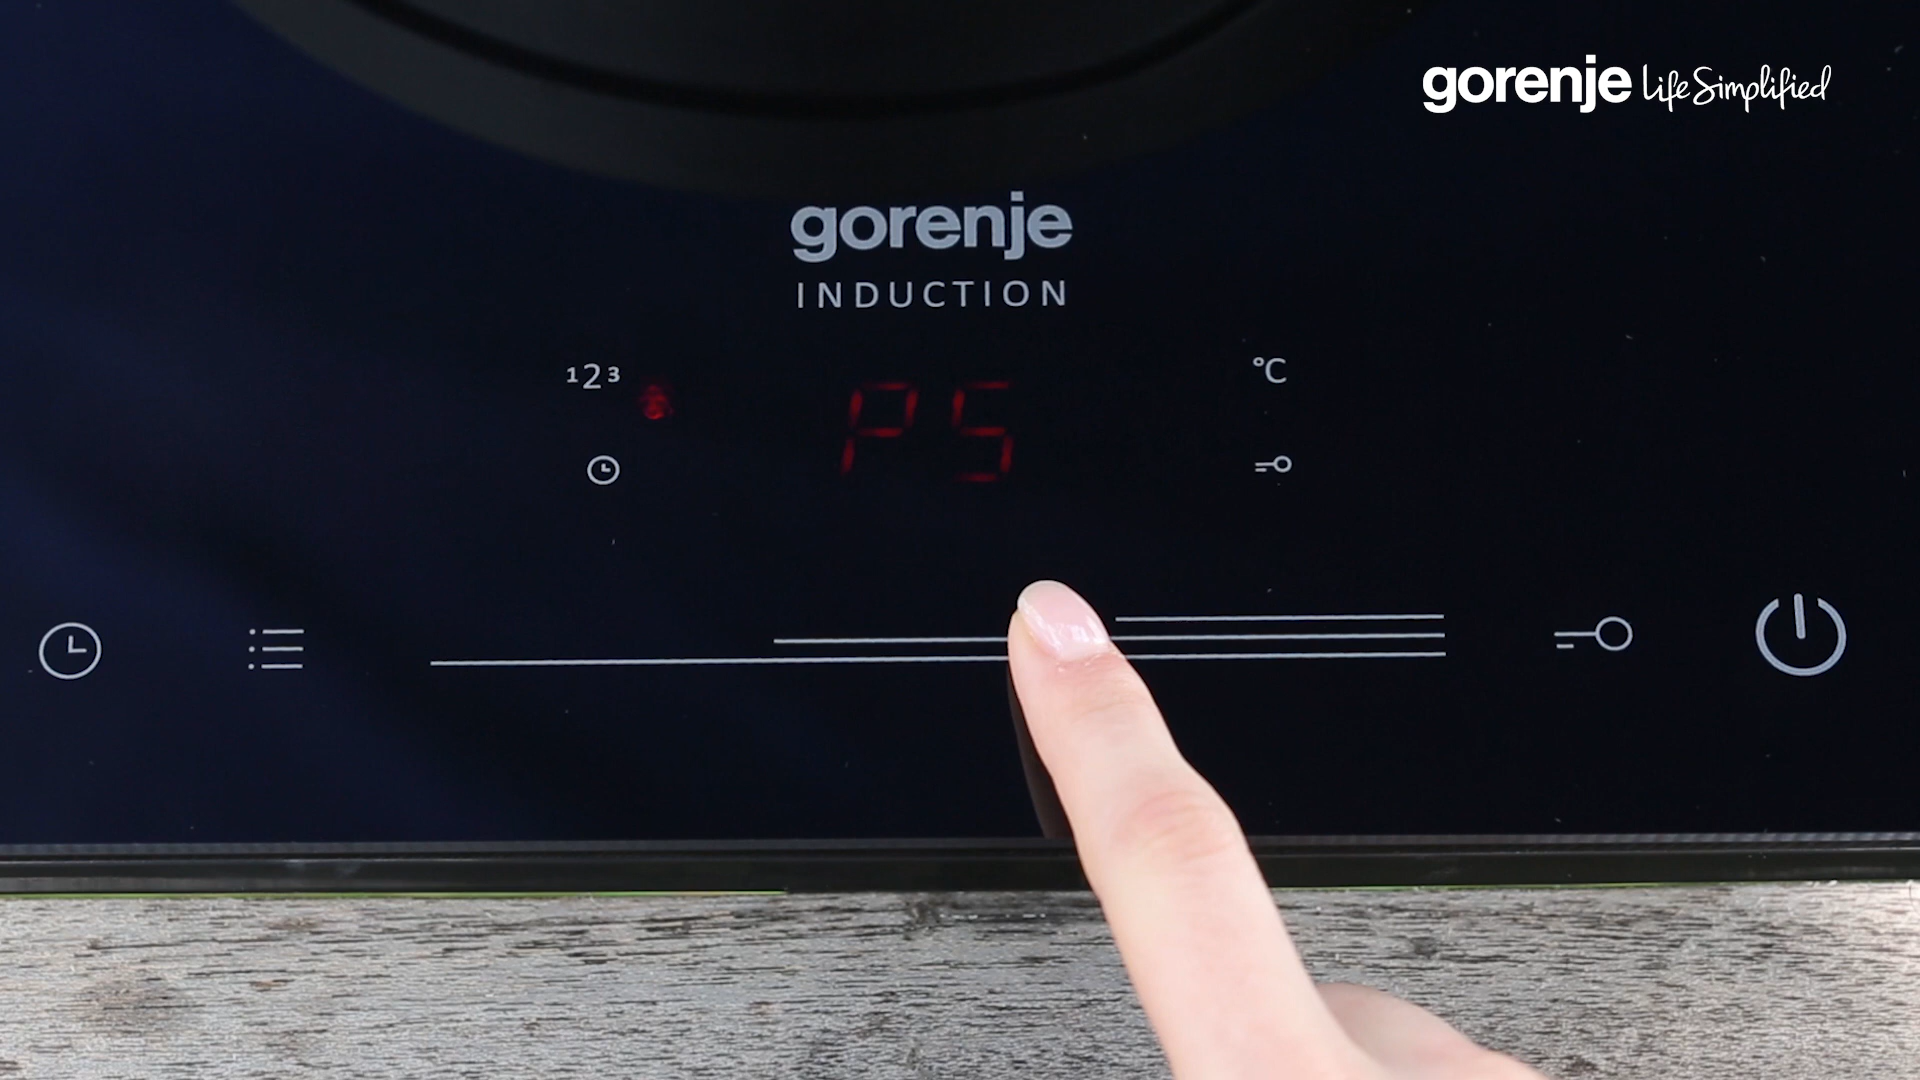 gorenje Life Simplified
gorenje
INDUCTION
123
°C
P5